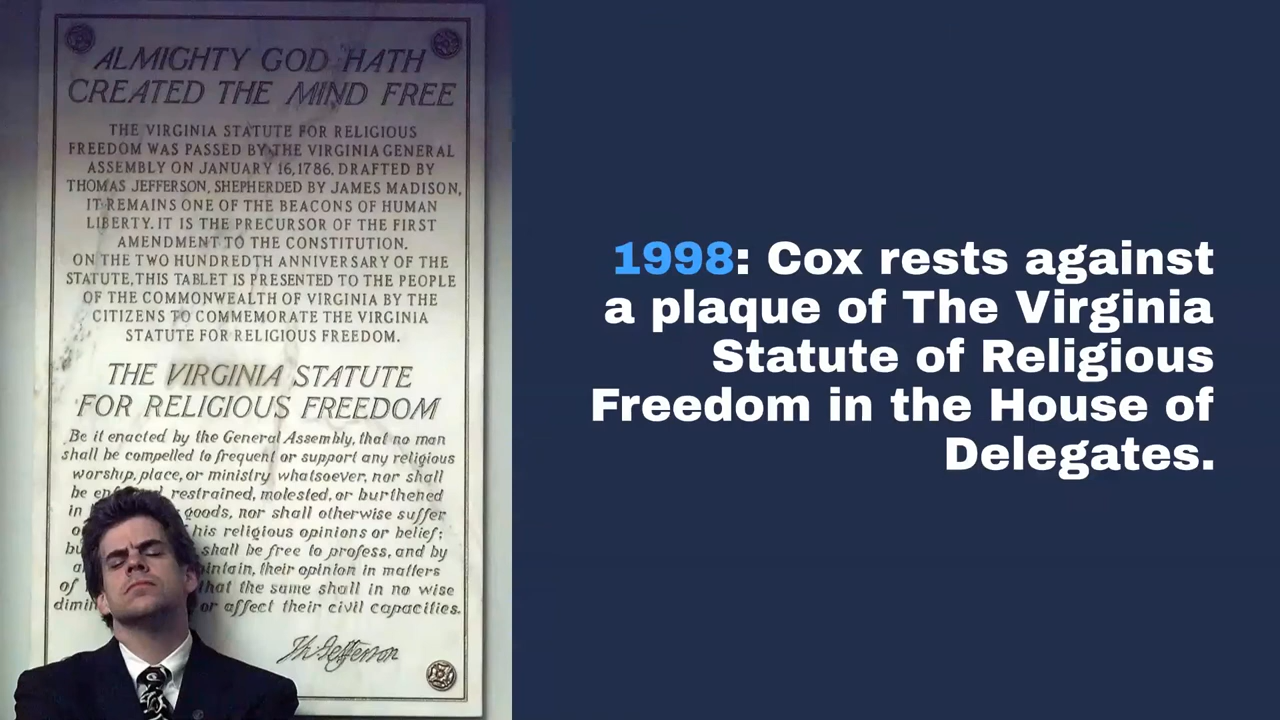 ALMIGHTY GOD HATH
CREATED THE MIND FREE
THE VIRGINIA STATUTE FOR RELIGIOUS
FREEDOM WAS PASSED BY THE VIRGINIA GENERAL
ASSEMBLY ON JANUARY 16, 1786. DRAFTED BY
THOMAS JEFFERSON, SHEPHERDED BY JAMES MADISON,
IT REMAINS ONE OF THE BEACONS OF HUMAN
LIBERTY. IT IS THE PRECURSOR OF THE FIRST
AMENDMENT TO THE CONSTITUTION.
ON THE TWO HUNDREDTH ANNIVERSARY OF THE
STATUTE, THIS TABLET IS PRESENTED TO THE PEOPLE
OF THE COMMONWEALTH OF VIRGINIA BY THE
CITIZENS TO COMMEMORATE THE VIRGINIA
STATUTE FOR RELIGIOUS FREEDOM.
THE VIRGINIA STATUTE
FOR RELIGIOUS FREEDOM
Be it enacted by the General Assembly, that no man
shall be compelled to frequent or support any religious
worship, place, or ministry whatsoever, nor shall
be restrained, molested, or burthened
in goods, nor shall otherwise suffer
his religious opinions or belief;
shall be free to profess, and by
their opinion in matters
of that the same shall in no wise
or affect their civil capacities.
Th. Jefferson
1998: Cox rests against
a plaque of The Virginia
Statute of Religious
Freedom in the House of
Delegates.